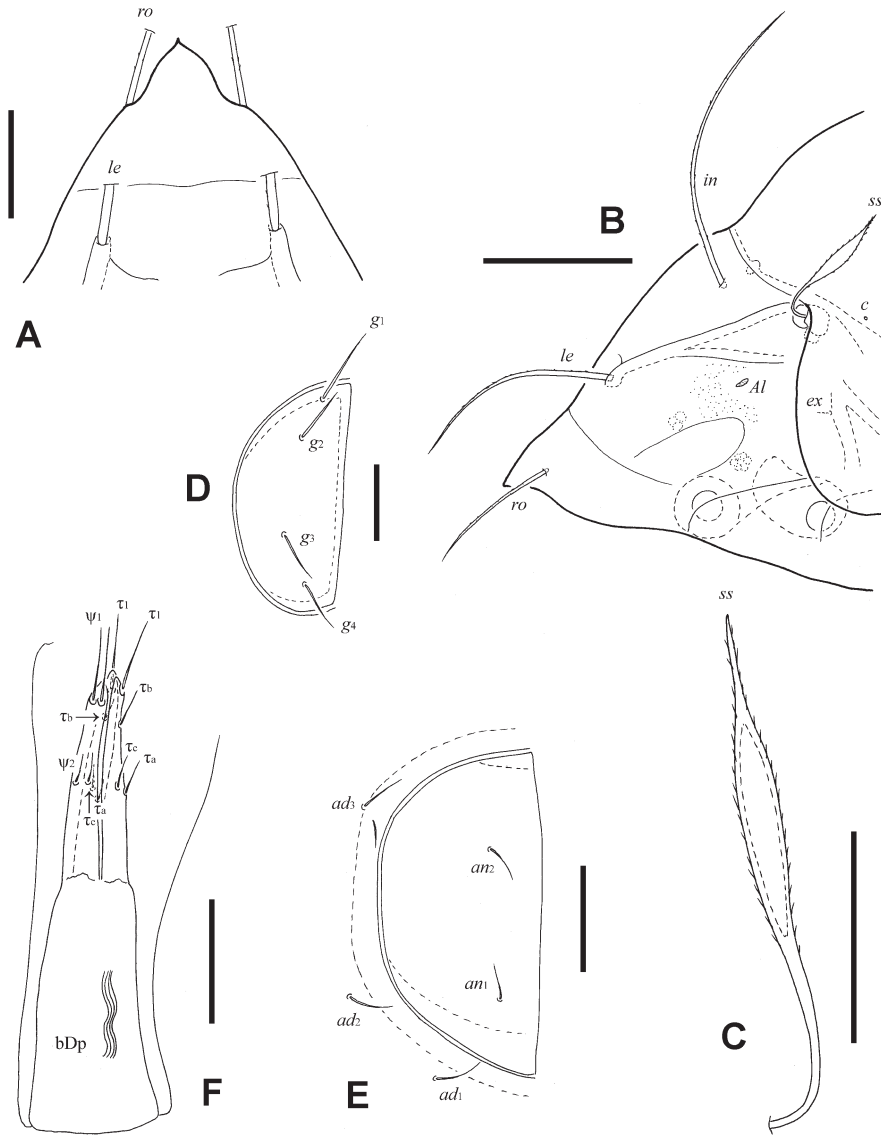 ro
le
A
in
B
ss
c
le
Al
ex
ro
g1
g2
D
g3
g4
ss
ψ1
τ1
τ1
τb
τb
τc
τa
ψ2
τa
τc
ad3
an2
an1
ad2
ad1
bDp
F
E
C